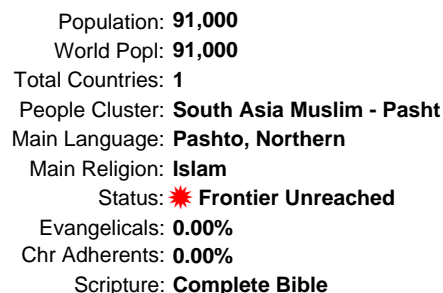 Population: 91,000
World Popl: 91,000
Total Countries: 1
People Cluster: South Asia Muslim - Pasht
Main Language: Pashto, Northern
Main Religion: Islam
Status: Frontier Unreached
Evangelicals: 0.00%
Chr Adherents: 0.00%
Scripture: Complete Bible